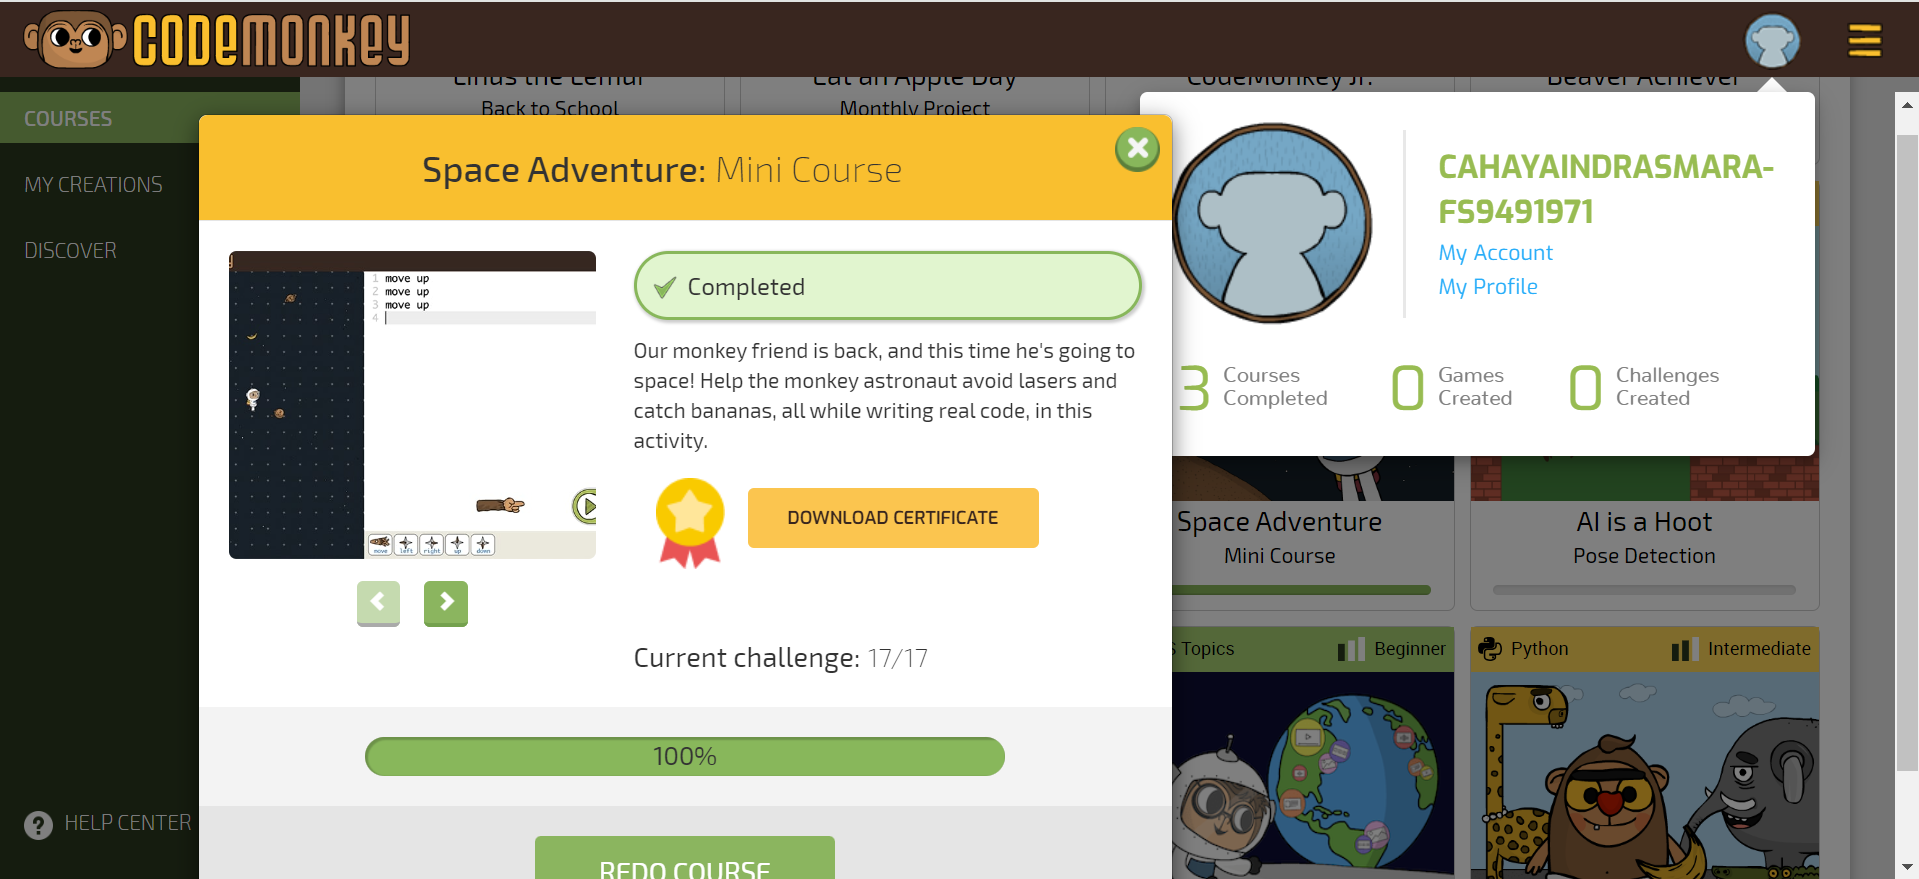 CODEMONKEY
Linus the Lemur
Eat an Apple Day
CodeMonkey Jr.
Beaver Achiever
Back to School
Monthly Project
COURSES
MY CREATIONS
DISCOVER
HELP CENTER
Space Adventure: Mini Course
1 move up
2 move up
3 move up
4
move left right up down
Completed
Our monkey friend is back, and this time he's going to
space! Help the monkey astronaut avoid lasers and
catch bananas, all while writing real code, in this
activity.
DOWNLOAD CERTIFICATE
Current challenge: 17/17
100%
REDO COURSE
CAHAYAINDRASMARA-
FS9491971
My Account
My Profile
3 Courses Completed
0 Games Created
0 Challenges Created
Space Adventure
Mini Course
AI is a Hoot
Pose Detection
Topics
Beginner
Python
Intermediate